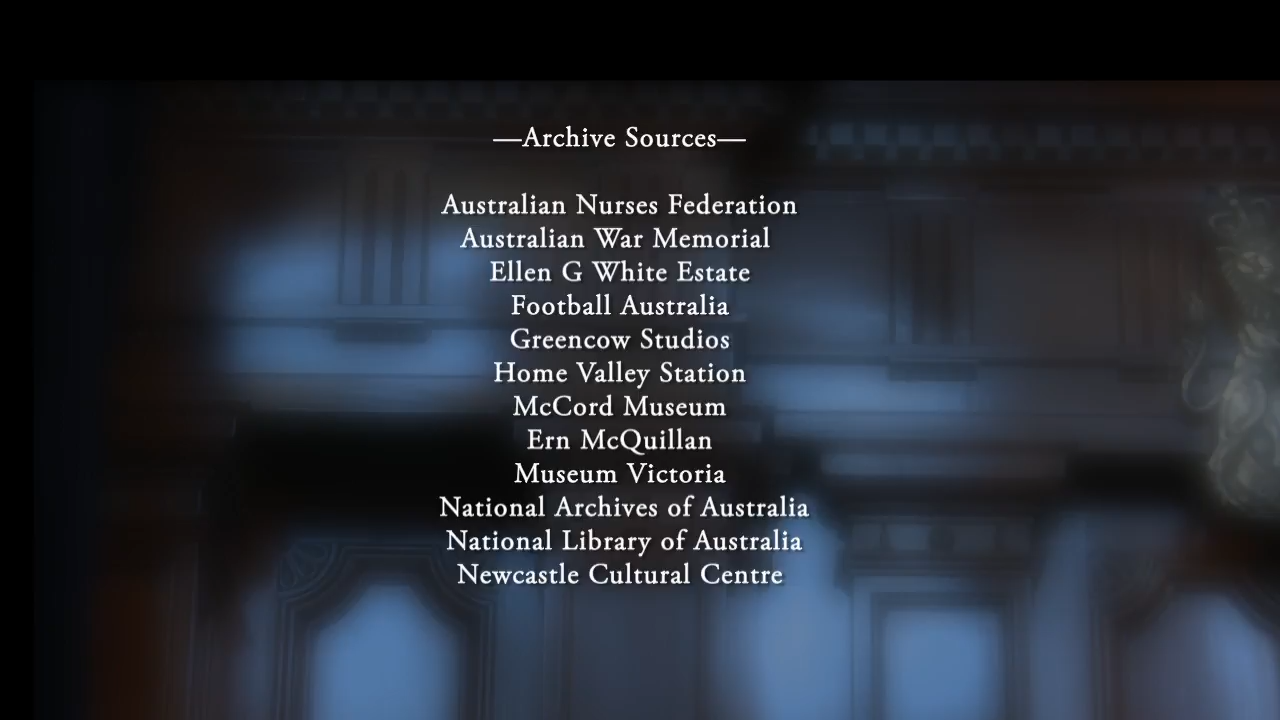 —Archive Sources—
Australian Nurses Federation
Australian War Memorial
Ellen G White Estate
Football Australia
Greencow Studios
Home Valley Station
McCord Museum
Ern McQuillan
Museum Victoria
National Archives of Australia
National Library of Australia
Newcastle Cultural Centre